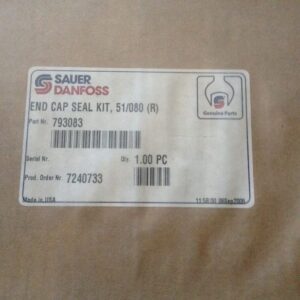 SAUER
DANFOSS
Genuine Parts
END CAP SEAL KIT, 51/080 (R)
Part Nr. 793083
Serial Nr.
Qty. 1.00 PC
Prod. Order Nr 7240733
Made in USA